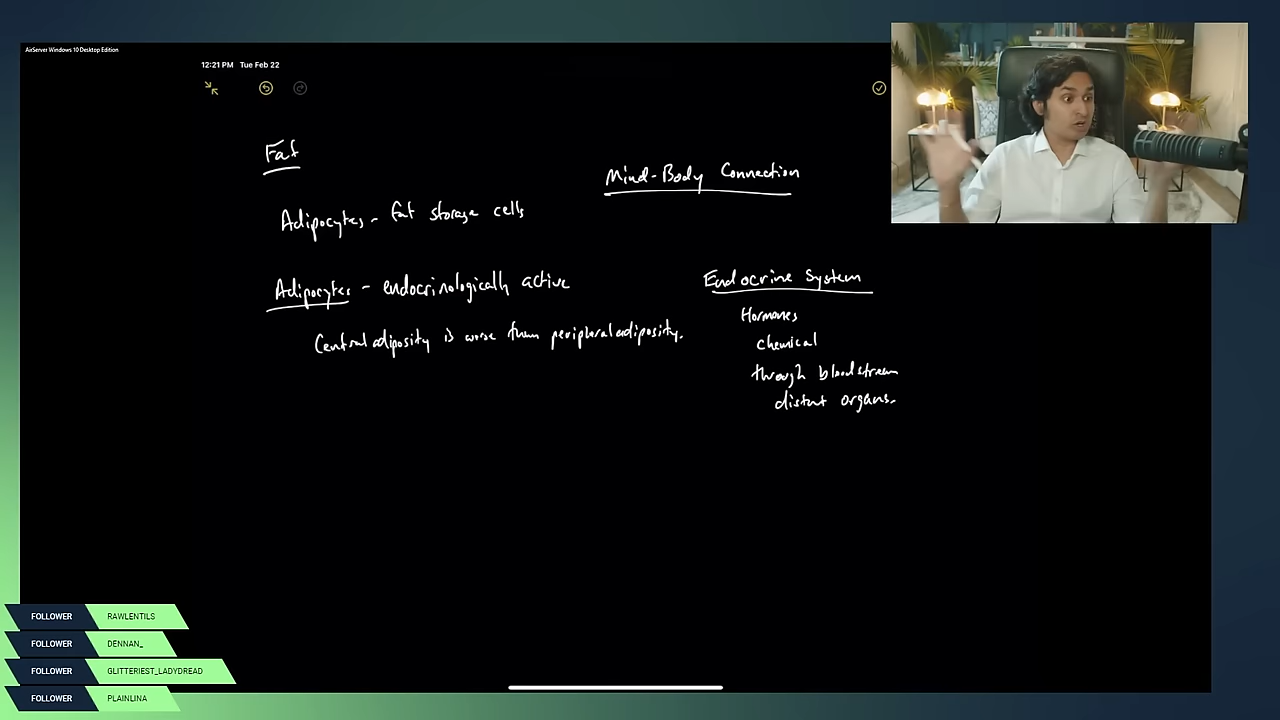 AirServer Windows 10 Desktop Edition
12:21 PM Tue Feb 22
Fat
Mind-Body Connection
Adipocytes - fat storage cells
Adipocytes - endocrinologically active
Central adiposity is worse than peripheral adiposity.
Endocrine System
Hormones
chemical
through bloodstream
distant organs.
FOLLOWER RAWLENTILS
FOLLOWER DENNAN_
FOLLOWER GLITTERIEST_LADYDREAD
FOLLOWER PLAINLINA